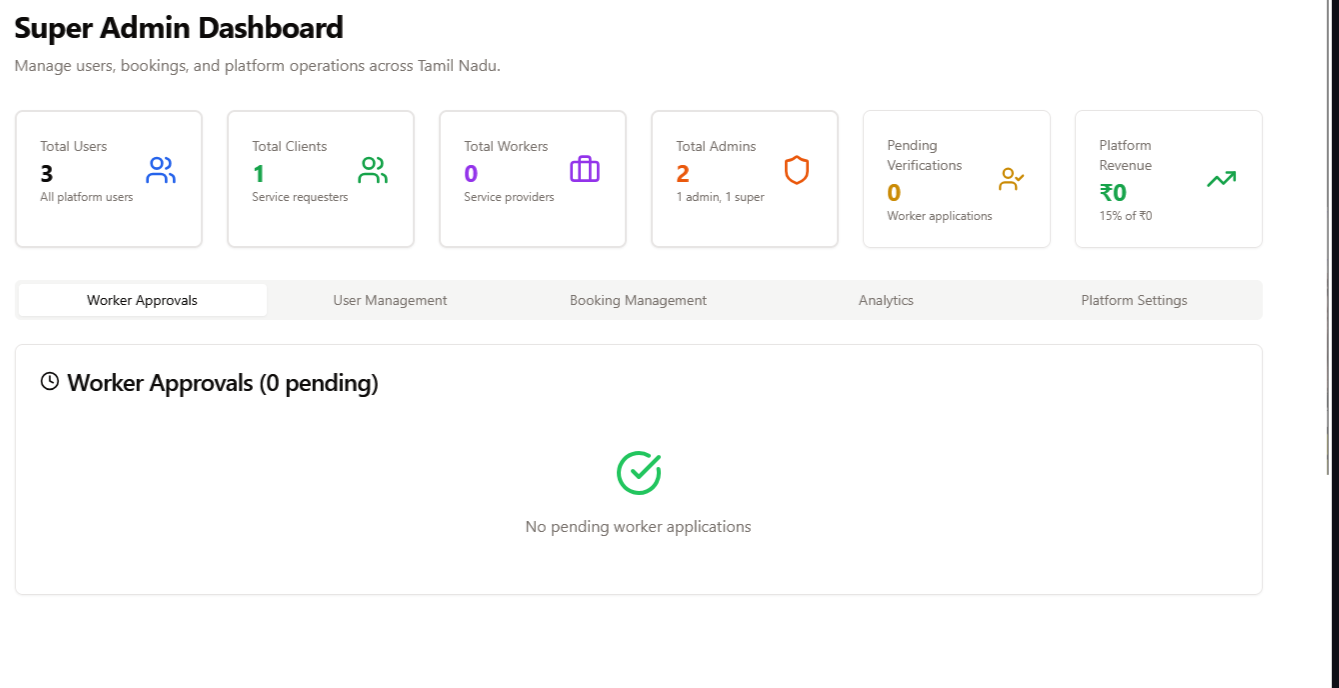 Super Admin Dashboard
Manage users, bookings, and platform operations across Tamil Nadu.
Total Users
3
All platform users
Total Clients
1
Service requesters
Total Workers
0
Service providers
Total Admins
2
1 admin, 1 super
Pending
Verifications
0
Worker applications
Platform
Revenue
₹0
15% of ₹0
Worker Approvals
User Management
Booking Management
Analytics
Platform Settings
Worker Approvals (0 pending)
No pending worker applications